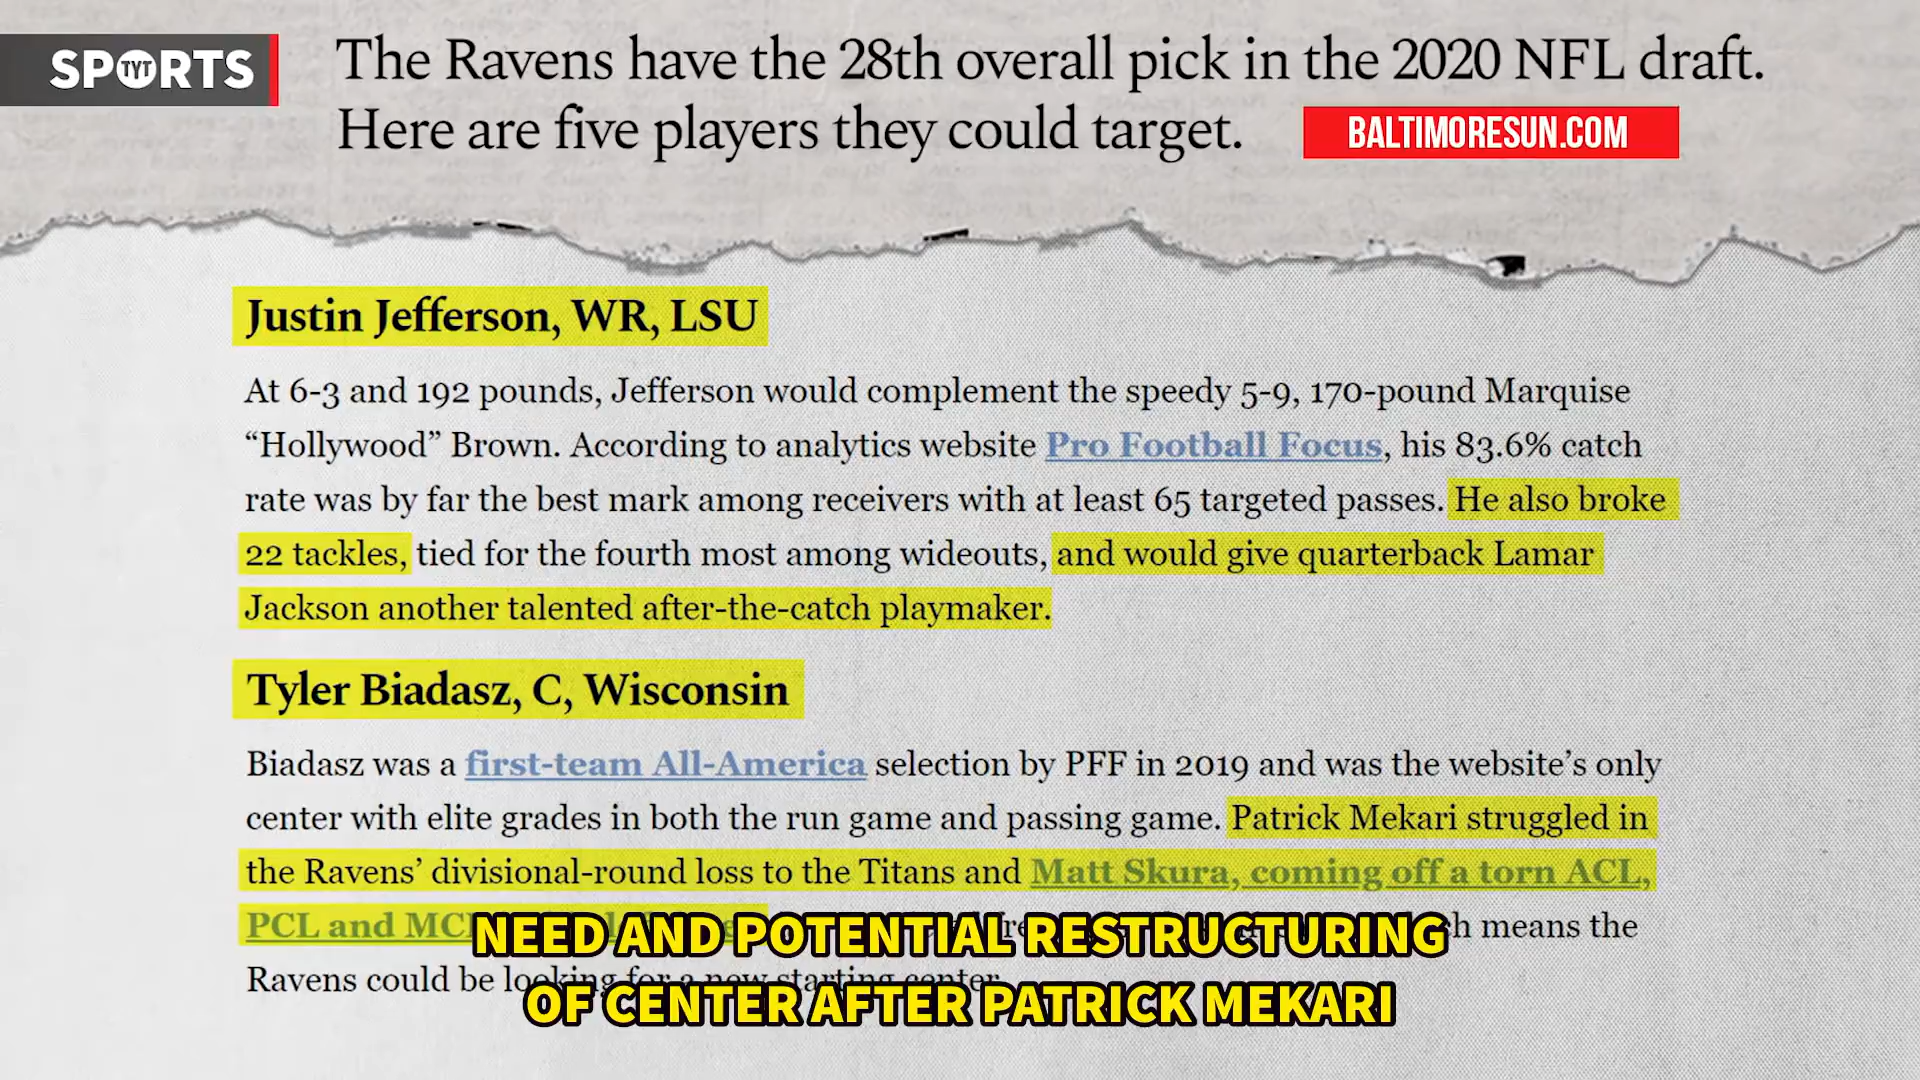 SPORTS
TYT
The Ravens have the 28th overall pick in the 2020 NFL draft.
Here are five players they could target.
BALTIMORESUN.COM
Justin Jefferson, WR, LSU
At 6-3 and 192 pounds, Jefferson would complement the speedy 5-9, 170-pound Marquise
“Hollywood” Brown. According to analytics website Pro Football Focus, his 83.6% catch
rate was by far the best mark among receivers with at least 65 targeted passes. He also broke
22 tackles, tied for the fourth most among wideouts, and would give quarterback Lamar
Jackson another talented after-the-catch playmaker.
Tyler Biadasz, C, Wisconsin
Biadasz was a first-team All-America selection by PFF in 2019 and was the website’s only
center with elite grades in both the run game and passing game. Patrick Mekari struggled in
the Ravens’ divisional-round loss to the Titans and Matt Skura, coming off a torn ACL,
PCL and means the
Ravens could be looking for a new starting center
NEED AND POTENTIAL RESTRUCTURING
OF CENTER AFTER PATRICK MEKARI